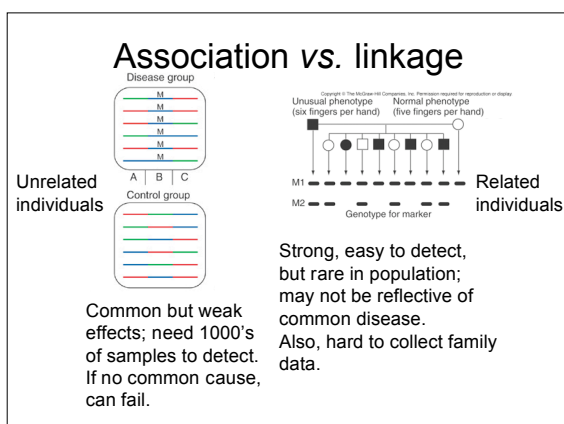 Association vs. linkage
Disease group
M
M
M
M
M
M
A B C
Unrelated
individuals
Control group
Common but weak
effects; need 1000's
of samples to detect.
If no common cause,
can fail.
Copyright © The McGraw-Hill Companies, Inc. Permission required for reproduction or display
Unusual phenotype
(six fingers per hand)
Normal phenotype
(five fingers per hand)
M1
M2
Genotype for marker
Related
individuals
Strong, easy to detect,
but rare in population;
may not be reflective of
common disease.
Also, hard to collect family
data.